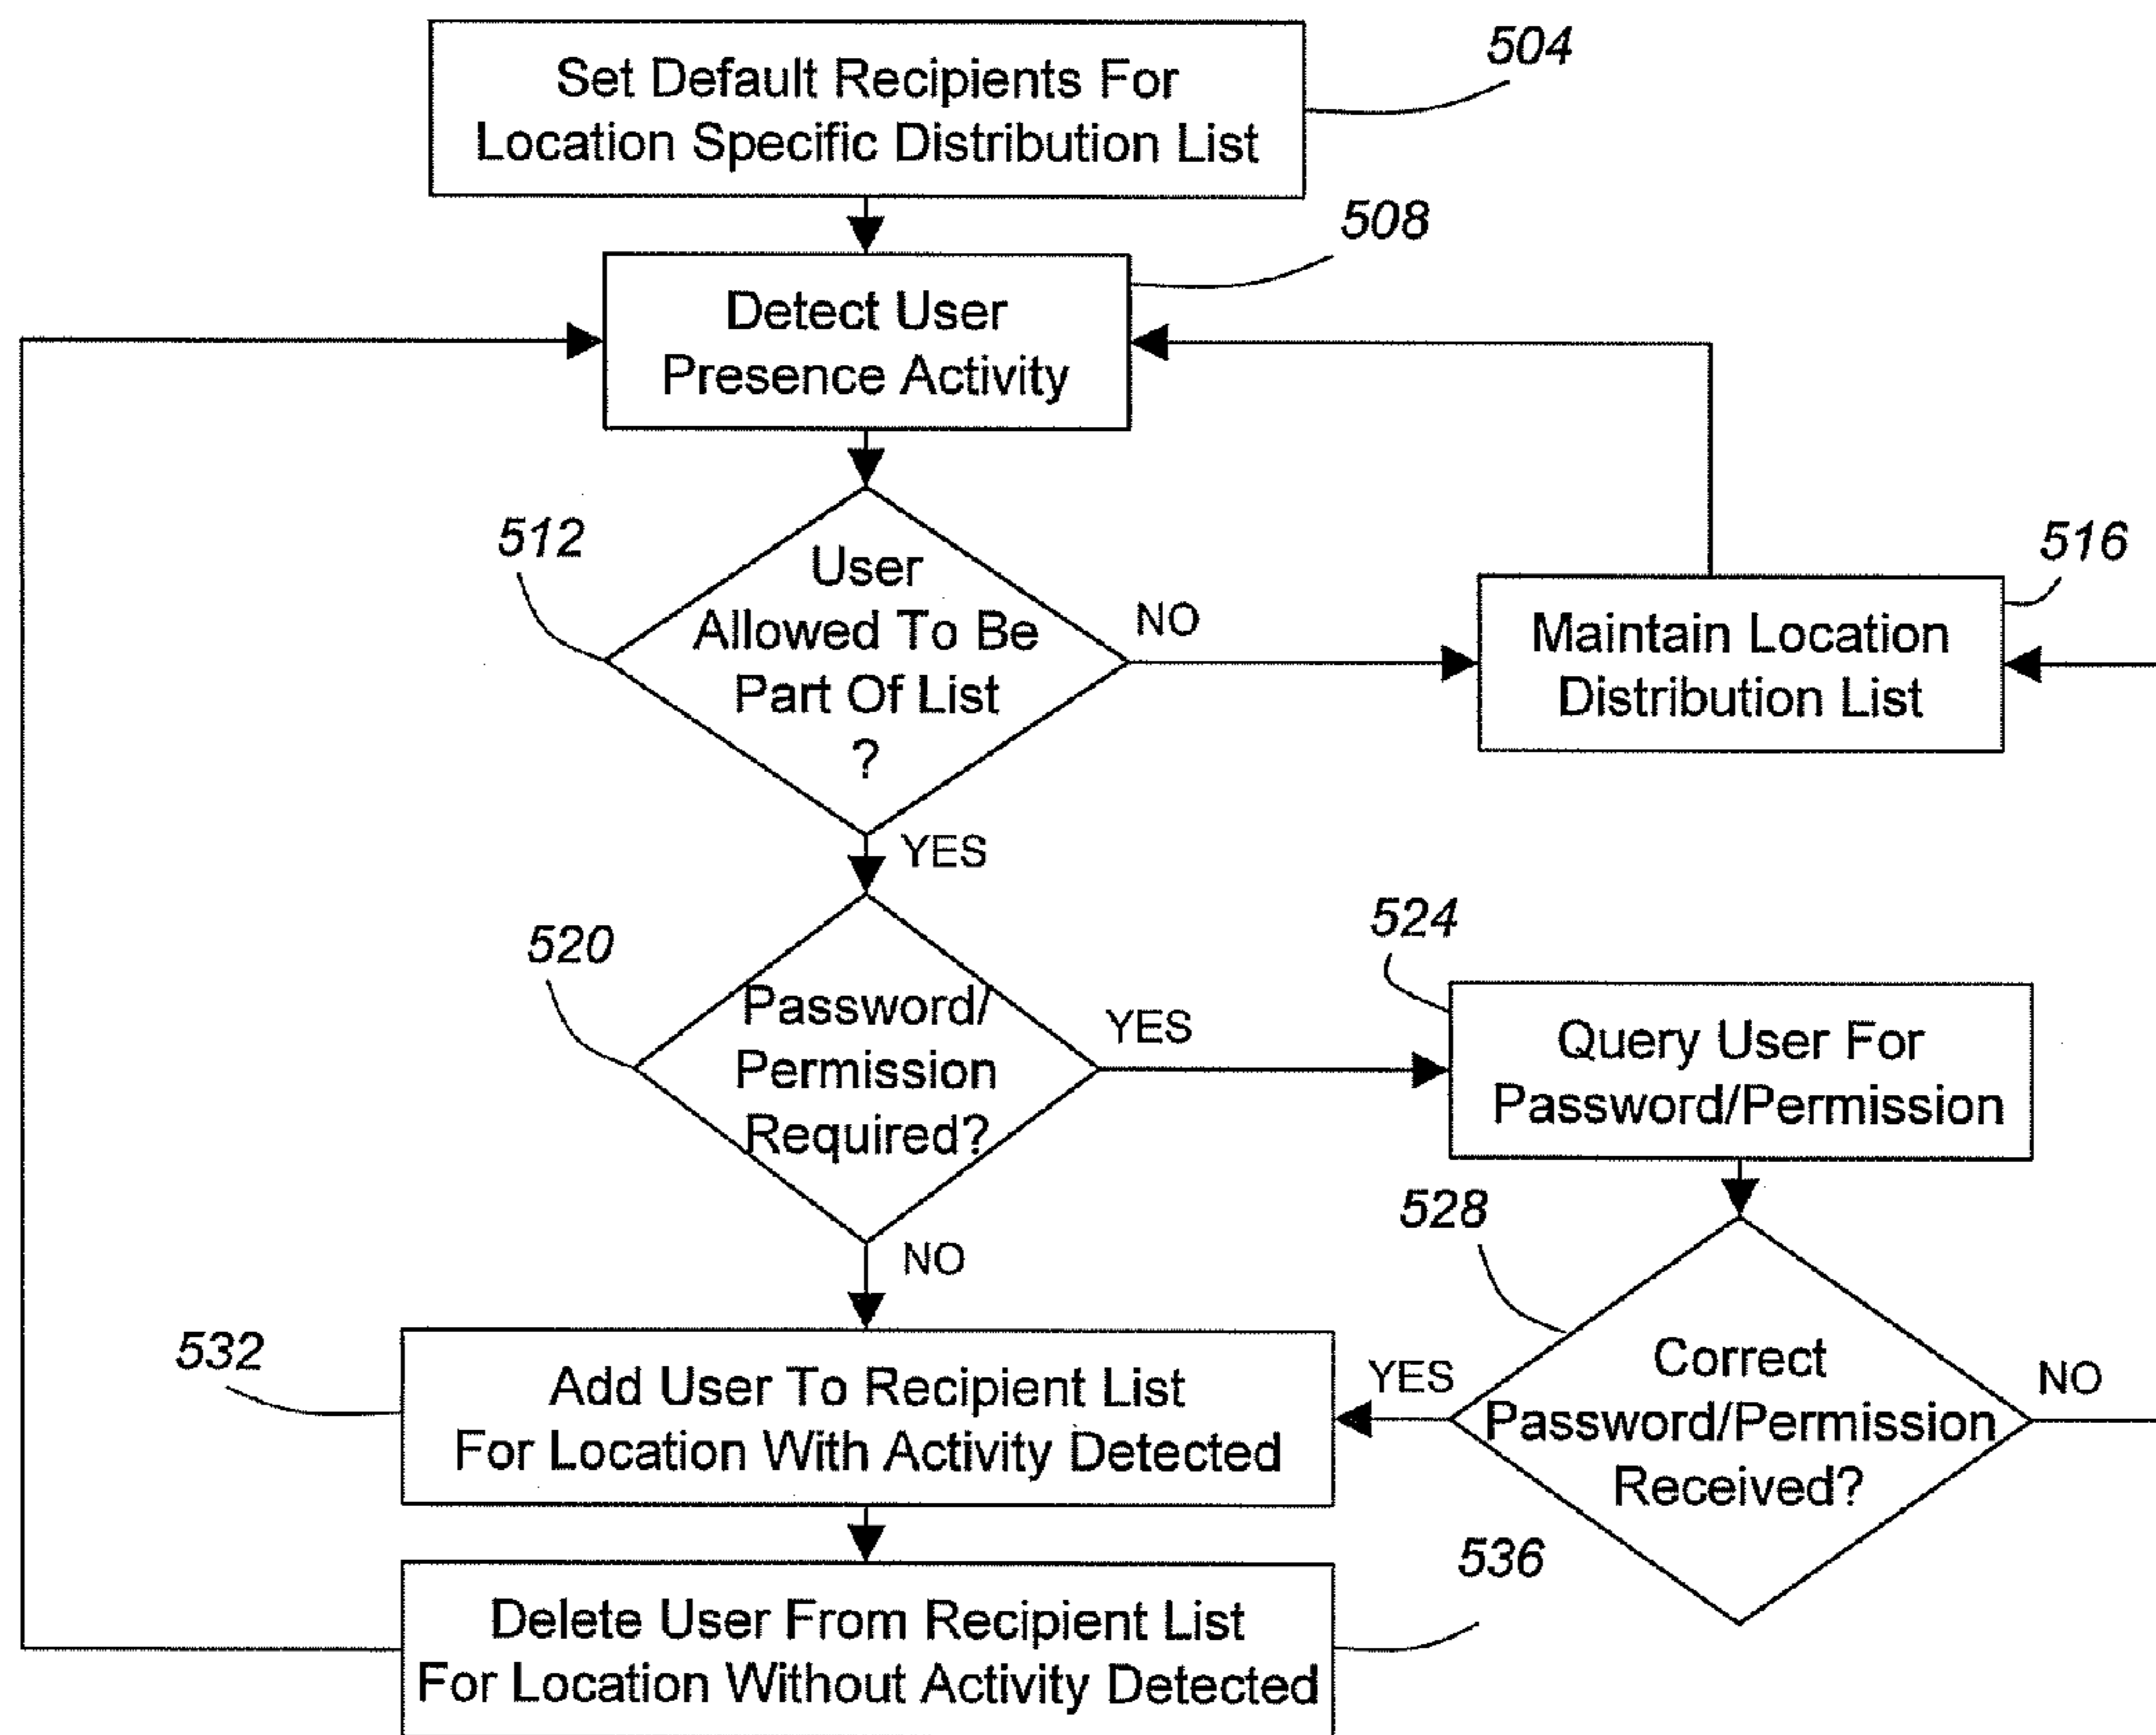 504
Set Default Recipients For
Location Specific Distribution List
508
Detect User
Presence Activity
512
User
Allowed To Be
Part Of List
?
NO
516
Maintain Location
Distribution List
YES
520
Password/
Permission
Required?
YES
524
Query User For
Password/Permission
NO
528
Correct
Password/Permission
Received?
YES
NO
532
Add User To Recipient List
For Location With Activity Detected
536
Delete User From Recipient List
For Location Without Activity Detected